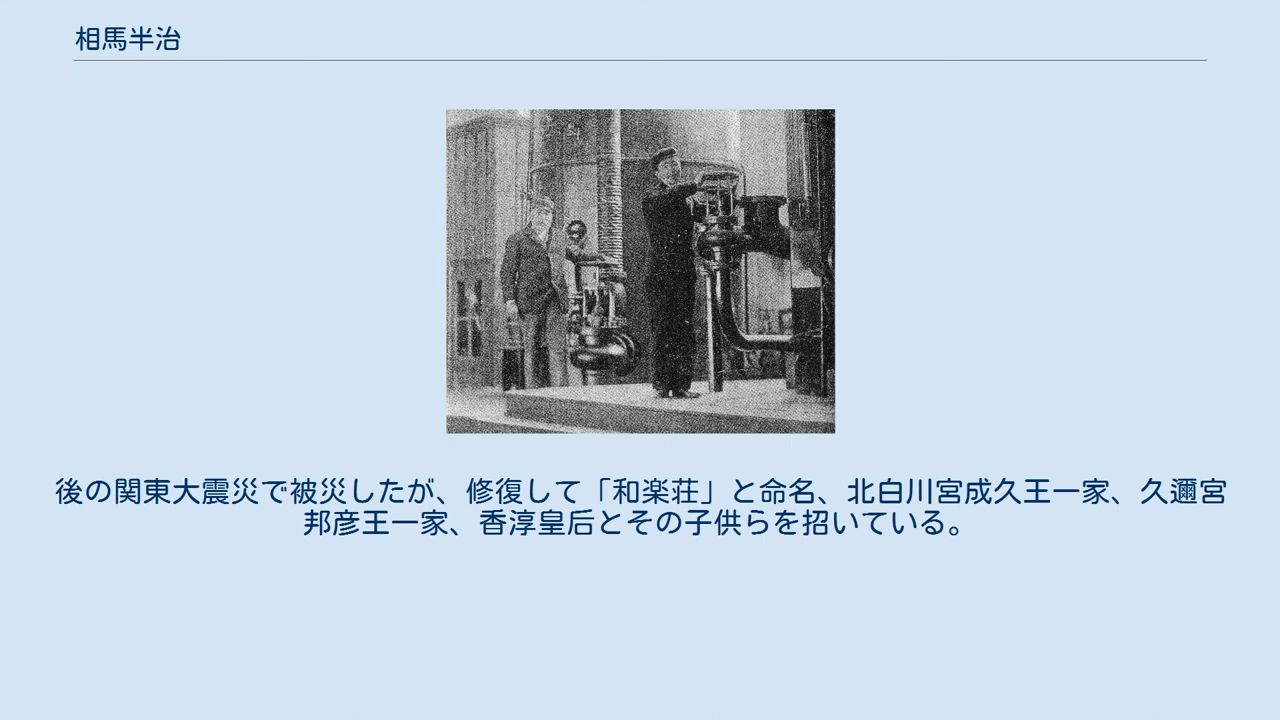 相馬半治
後の関東大震災で被災したが、修復して「和楽荘」と命名、北白川宮成久王一家、久邇宮
邦彦王一家、香淳皇后とその子供らを招いている。